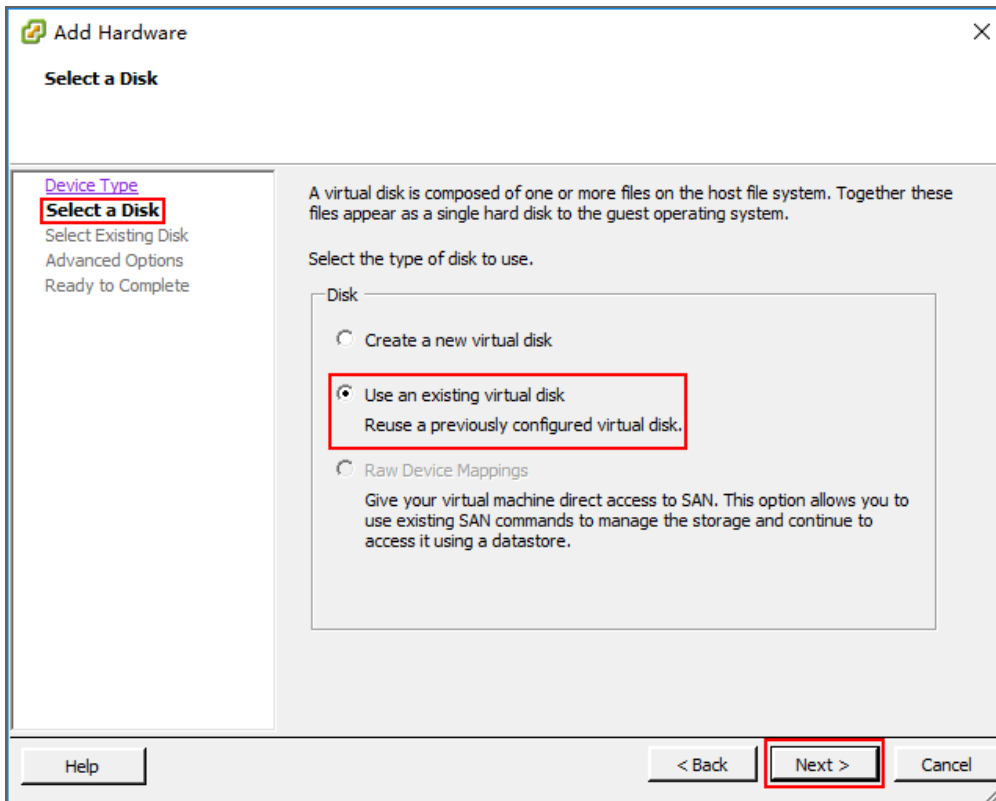 Add Hardware
Select a Disk
Device Type
Select a Disk
Select Existing Disk
Advanced Options
Ready to Complete
A virtual disk is composed of one or more files on the host file system. Together these
files appear as a single hard disk to the guest operating system.
Select the type of disk to use.
Disk
Create a new virtual disk
Use an existing virtual disk
Reuse a previously configured virtual disk.
Raw Device Mappings
Give your virtual machine direct access to SAN. This option allows you to
use existing SAN commands to manage the storage and continue to
access it using a datastore.
Help
< Back
Next >
Cancel